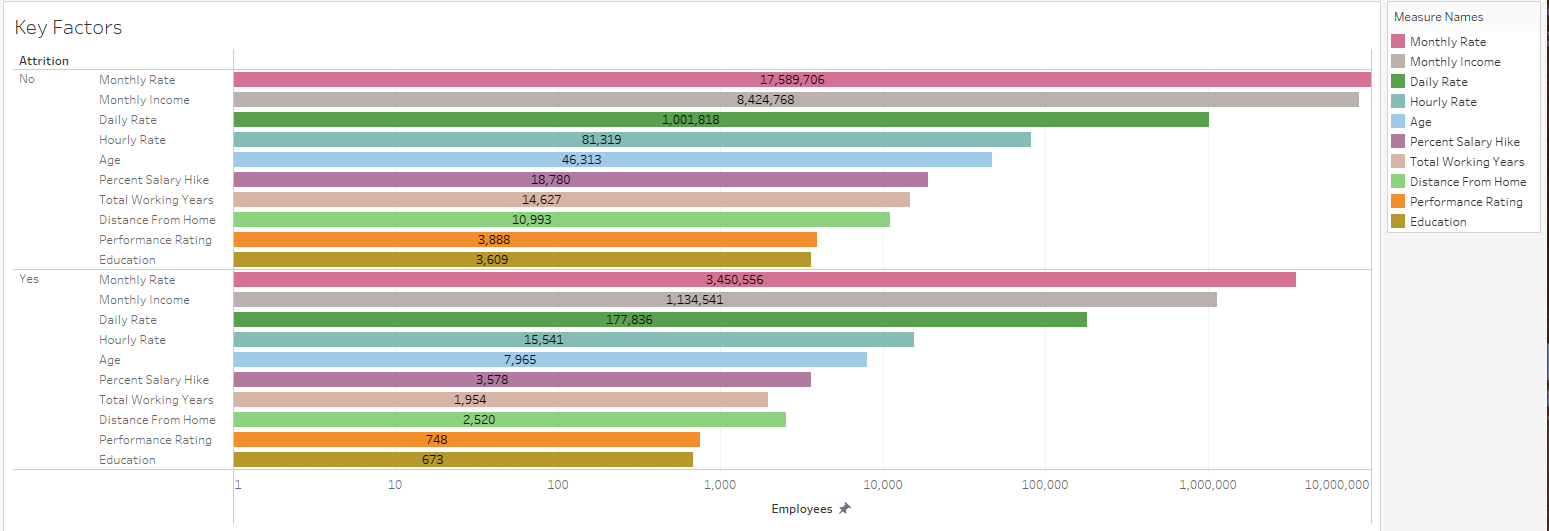 Key Factors
Attrition
No
Monthly Rate 17,589,706
Monthly Income 8,424,768
Daily Rate 1,001,818
Hourly Rate 81,319
Age 46,313
Percent Salary Hike 18,780
Total Working Years 14,627
Distance From Home 10,993
Performance Rating 3,888
Education 3,609
Yes
Monthly Rate 3,450,556
Monthly Income 1,134,541
Daily Rate 177,836
Hourly Rate 15,541
Age 7,965
Percent Salary Hike 3,578
Total Working Years 1,954
Distance From Home 2,520
Performance Rating 748
Education 673
1 10 100 1,000 10,000 100,000 1,000,000 10,000,000
Employees
Measure Names
Monthly Rate
Monthly Income
Daily Rate
Hourly Rate
Age
Percent Salary Hike
Total Working Years
Distance From Home
Performance Rating
Education